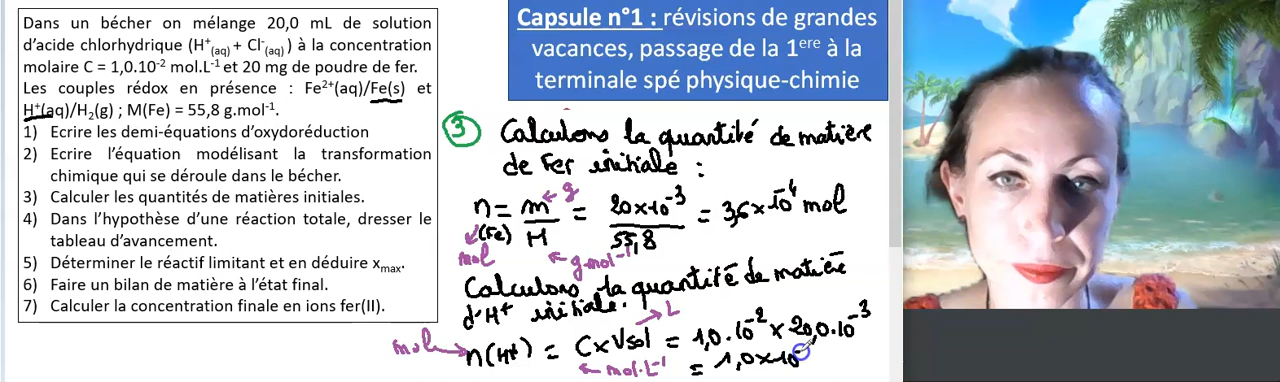 Dans un bécher on mélange 20,0 mL de solution
d'acide chlorhydrique (H⁺(aq) + Cl⁻(aq)) à la concentration
molaire C = 1,0.10⁻² mol.L⁻¹ et 20 mg de poudre de fer.
Les couples rédox en présence : Fe²⁺(aq)/Fe(s) et
H⁺(aq)/H₂(g) ; M(Fe) = 55,8 g.mol⁻¹.
1) Ecrire les demi-équations d'oxydoréduction
2) Ecrire l'équation modélisant la transformation
chimique qui se déroule dans le bécher.
3) Calculer les quantités de matières initiales.
4) Dans l'hypothèse d'une réaction totale, dresser le
tableau d'avancement.
5) Déterminer le réactif limitant et en déduire xmax.
6) Faire un bilan de matière à l'état final.
7) Calculer la concentration finale en ions fer(II).
Capsule n°1 : révisions de grandes
vacances, passage de la 1ere à la
terminale spé physique-chimie
3 Calculons la quantité de matière
de Fer initiale :
n(Fe) = m/M = 20×10⁻³/55,8 = 3,6×10⁻⁴ mol
g
mol
g.mol⁻¹
Calculons la quantité de matière
d'H⁺ initiale.
L
mol → n(H⁺) = C×Vsol = 1,0.10⁻² × 20,0.10⁻³
mol.L⁻¹ = 1,0×10